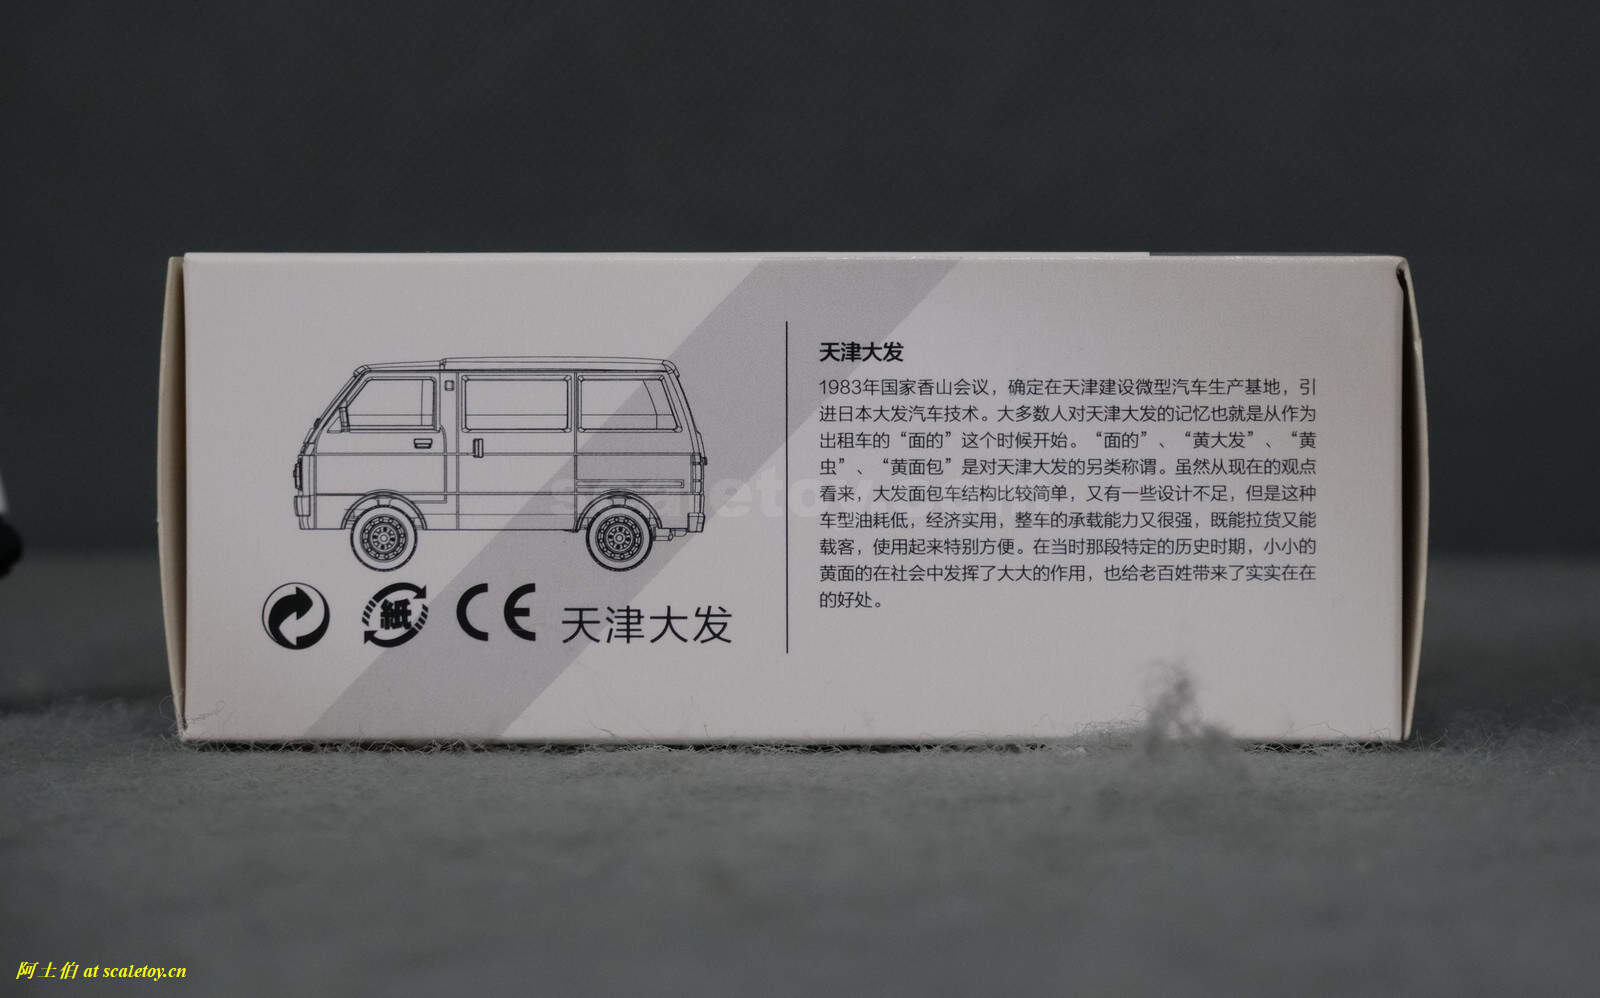 天津大发
1983年国家香山会议，确定在天津建设微型汽车生产基地，引
进日本大发汽车技术。大多数人对天津大发的记忆也就是从作为
出租车的“面的”这个时候开始。“面的”、“黄大发”、“黄
虫”、“黄面包”是对天津大发的另类称谓。虽然从现在的观点
看来，大发面包车结构比较简单，又有一些设计不足，但是这种
车型油耗低，经济实用，整车的承载能力又很强，既能拉货又能
载客，使用起来特别方便。在当时那段特定的历史时期，小小的
黄面的在社会中发挥了大大的作用，也给老百姓带来了实实在在
的好处。
紙
CE
天津大发
阿土伯 at scaletoy.cn